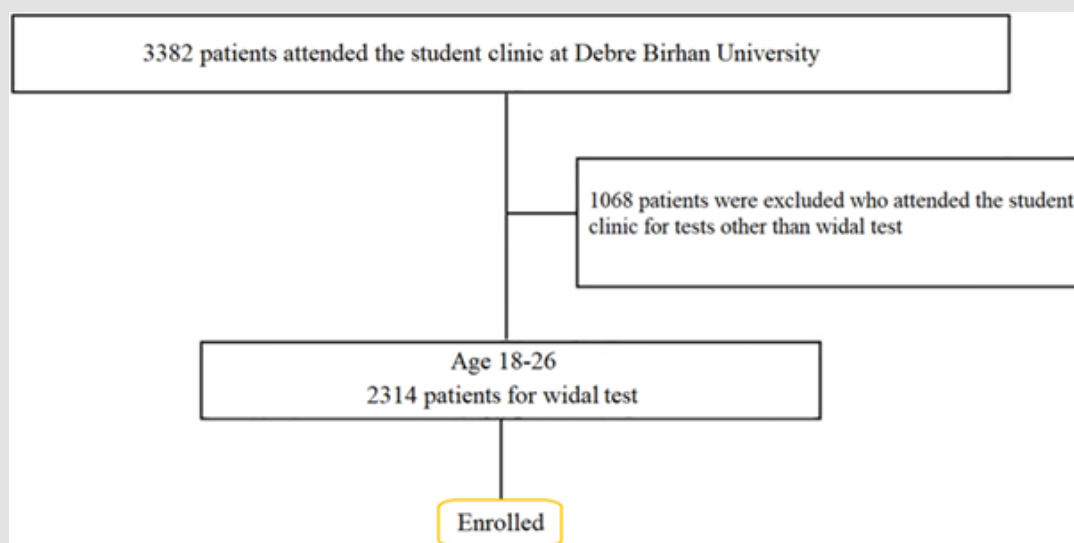 3382 patients attended the student clinic at Debre Birhan University
1068 patients were excluded who attended the student
clinic for tests other than widal test
Age 18-26
2314 patients for widal test
Enrolled